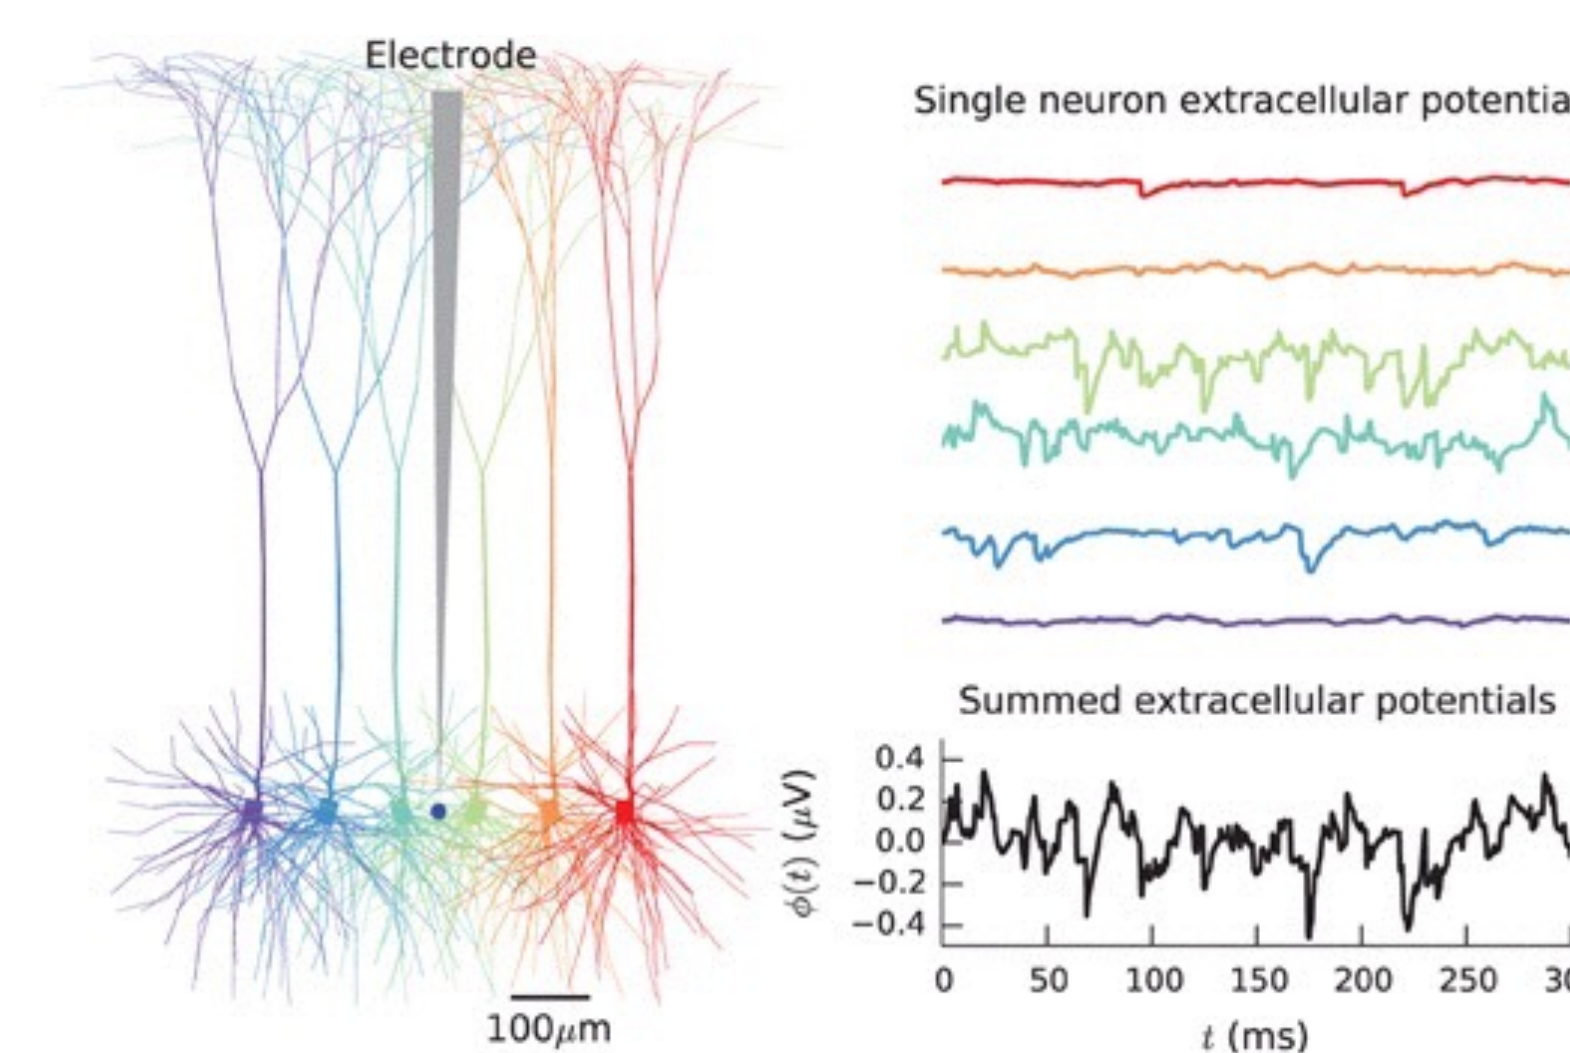 Electrode
100μm
Single neuron extracellular potentia
Summed extracellular potentials
ϕ(t) (μV)
0.4
0.2
0.0
−0.2
−0.4
0 50 100 150 200 250 30
t (ms)